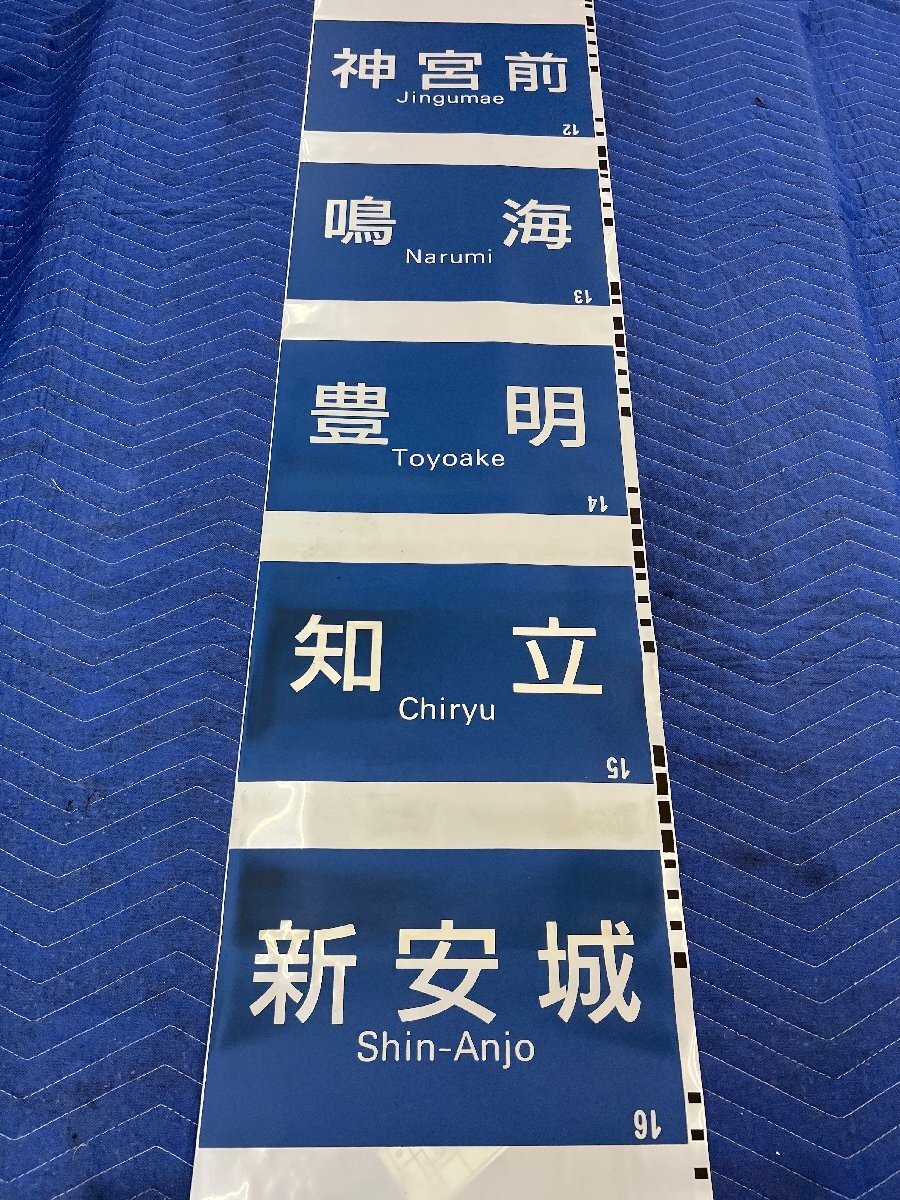 神宮前
Jingumae
12
鳴海
Narumi
13
豊明
Toyoake
14
知立
Chiryu
15
新安城
Shin-Anjo
16